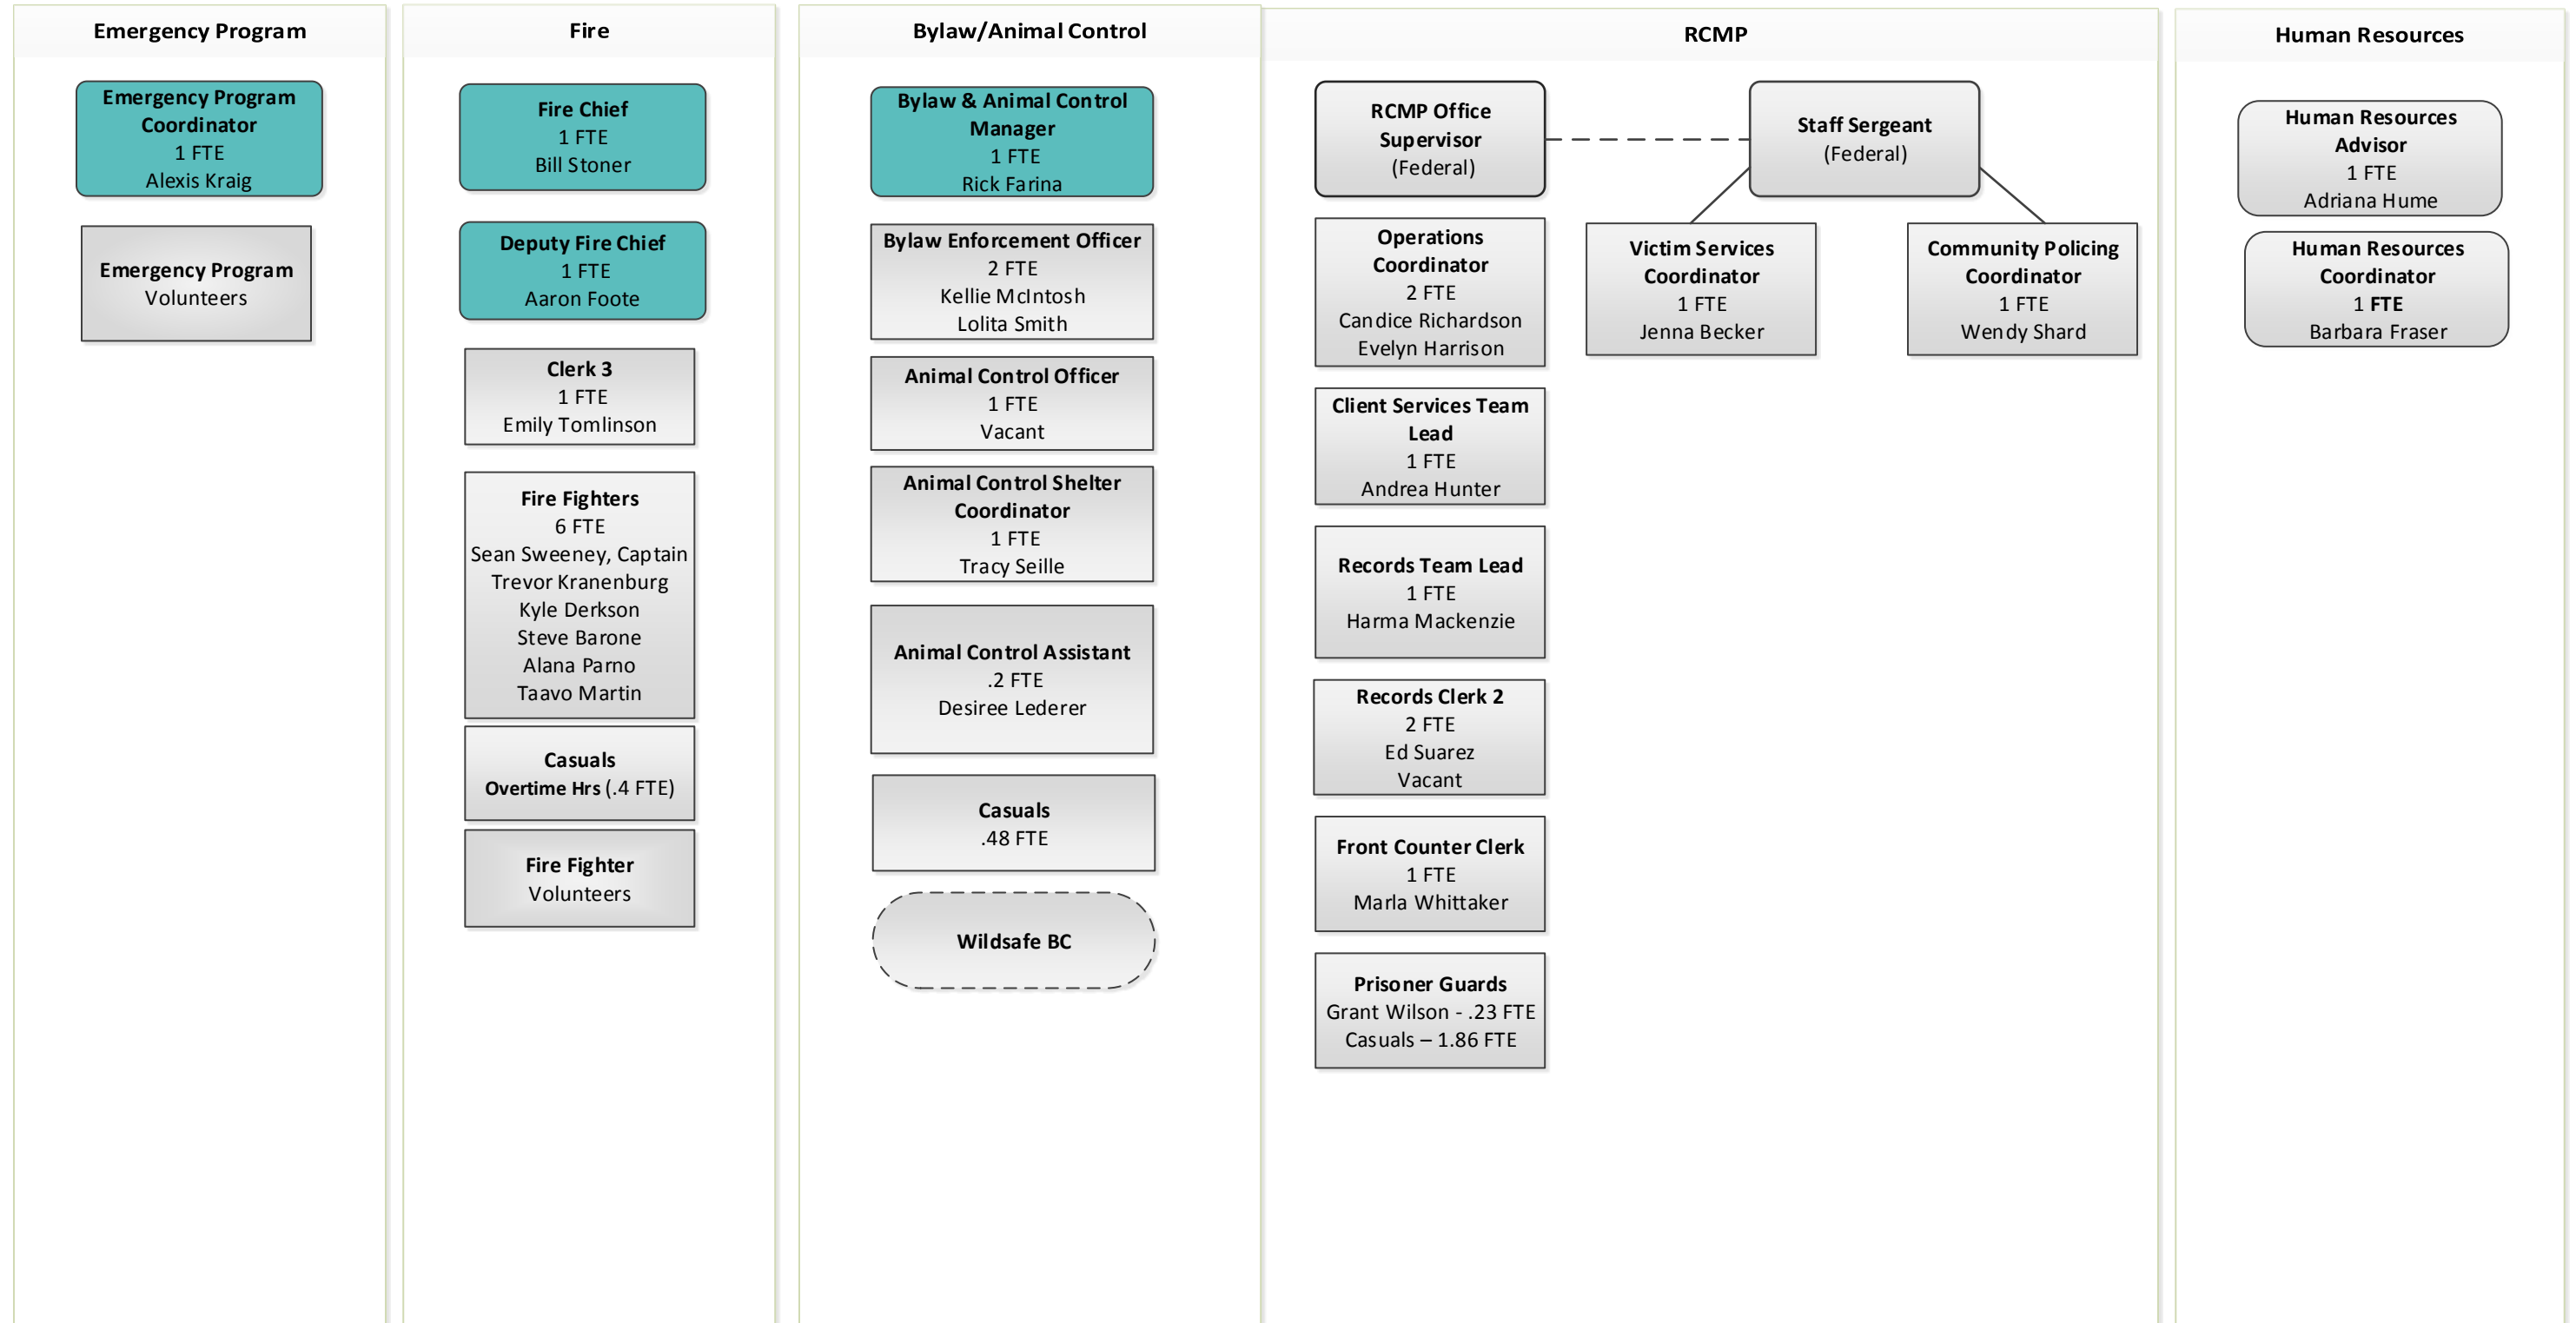 Emergency Program
Emergency Program
Coordinator
1 FTE
Alexis Kraig
Emergency Program
Volunteers
Fire
Fire Chief
1 FTE
Bill Stoner
Deputy Fire Chief
1 FTE
Aaron Foote
Clerk 3
1 FTE
Emily Tomlinson
Fire Fighters
6 FTE
Sean Sweeney, Captain
Trevor Kranenburg
Kyle Derkson
Steve Barone
Alana Parno
Taavo Martin
Casuals
Overtime Hrs (.4 FTE)
Fire Fighter
Volunteers
Bylaw/Animal Control
Bylaw & Animal Control
Manager
1 FTE
Rick Farina
Bylaw Enforcement Officer
2 FTE
Kellie McIntosh
Lolita Smith
Animal Control Officer
1 FTE
Vacant
Animal Control Shelter
Coordinator
1 FTE
Tracy Seille
Animal Control Assistant
.2 FTE
Desiree Lederer
Casuals
.48 FTE
Wildsafe BC
RCMP
RCMP Office
Supervisor
(Federal)
Staff Sergeant
(Federal)
Operations
Coordinator
2 FTE
Candice Richardson
Evelyn Harrison
Victim Services
Coordinator
1 FTE
Jenna Becker
Community Policing
Coordinator
1 FTE
Wendy Shard
Client Services Team
Lead
1 FTE
Andrea Hunter
Records Team Lead
1 FTE
Harma Mackenzie
Records Clerk 2
2 FTE
Ed Suarez
Vacant
Front Counter Clerk
1 FTE
Marla Whittaker
Prisoner Guards
Grant Wilson - .23 FTE
Casuals – 1.86 FTE
Human Resources
Human Resources
Advisor
1 FTE
Adriana Hume
Human Resources
Coordinator
1 FTE
Barbara Fraser